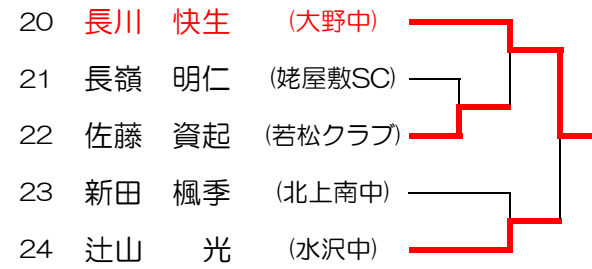 20 長川 快生 (大野中)
21 長嶺 明仁 (姥屋敷SC)
22 佐藤 資起 (若松クラブ)
23 新田 楓季 (北上南中)
24 辻山 光 (水沢中)